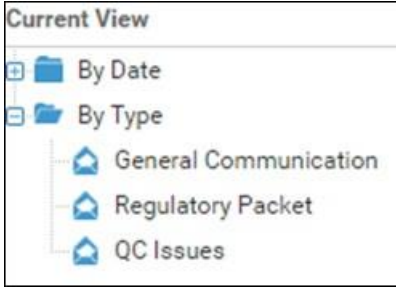 Current View
By Date
By Type
General Communication
Regulatory Packet
QC Issues